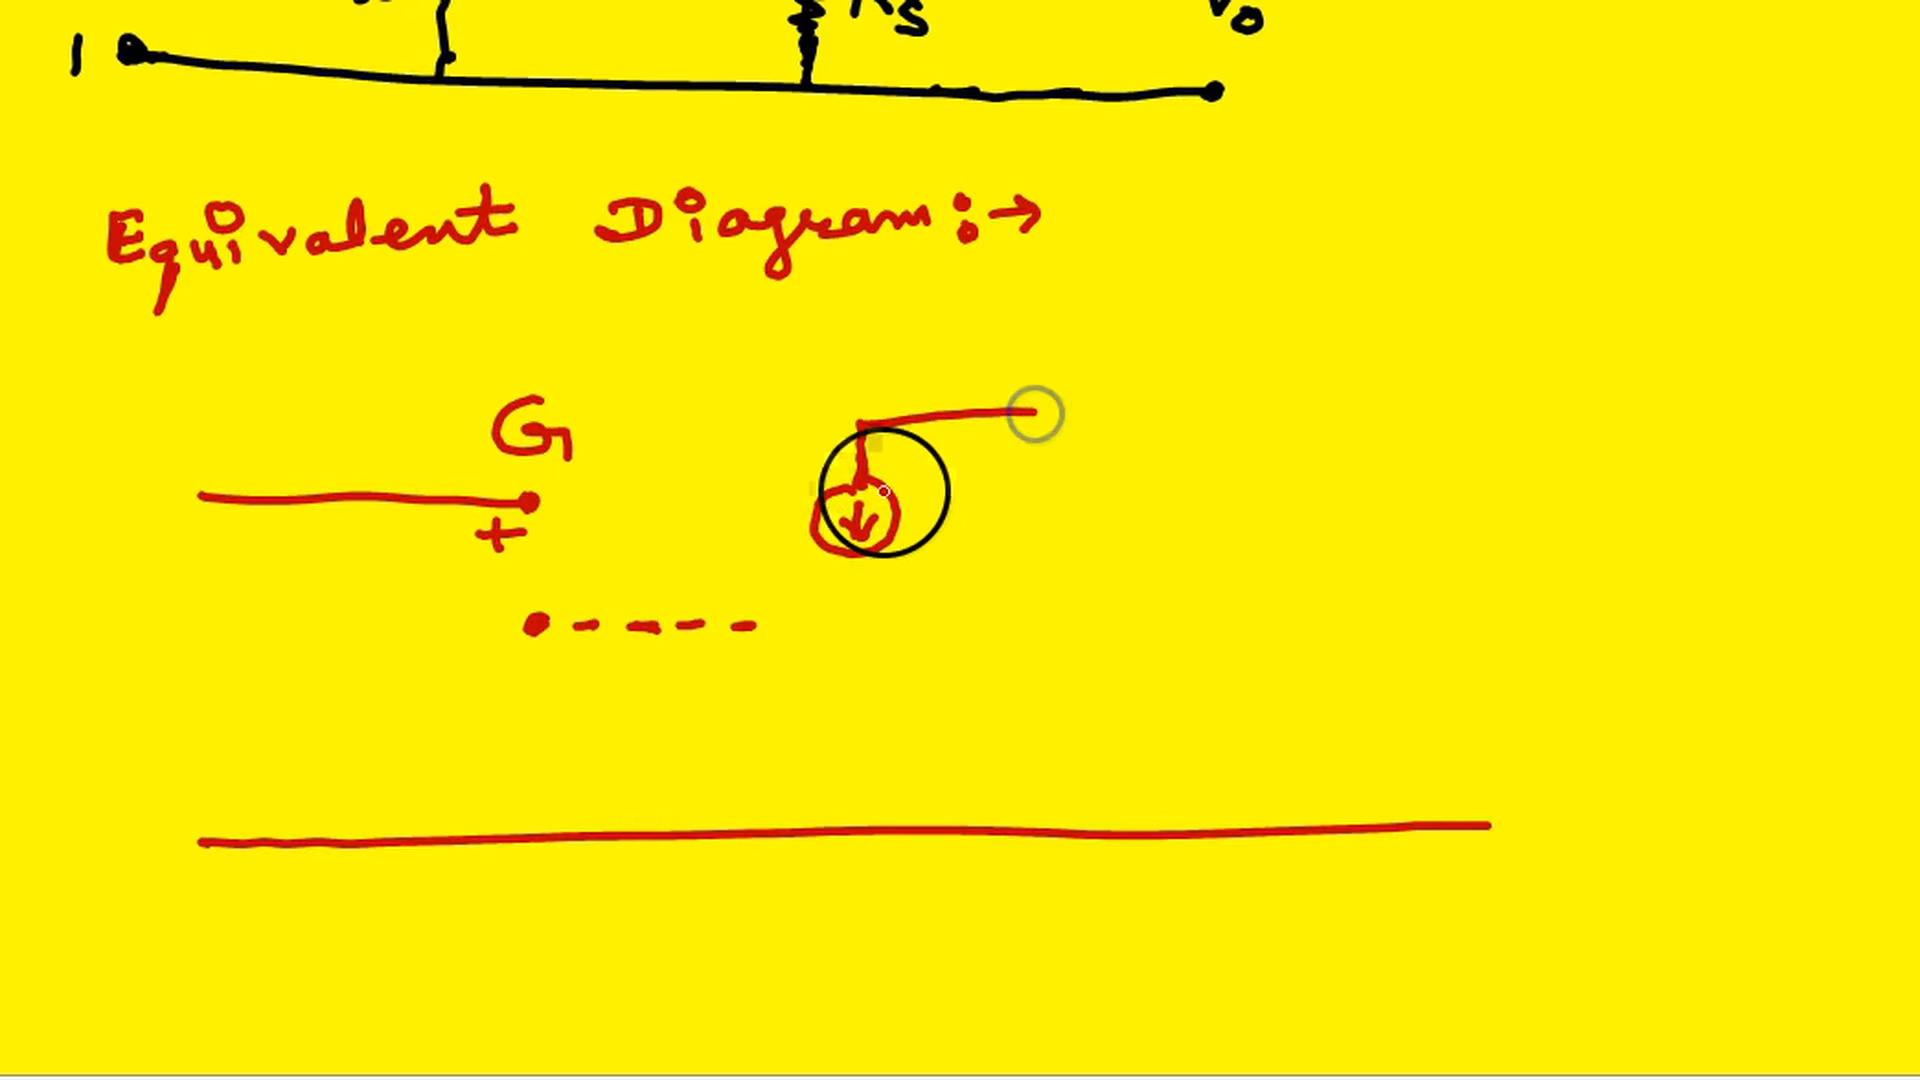 Rs
Vo
1
Equivalent Diagram:→
G
+